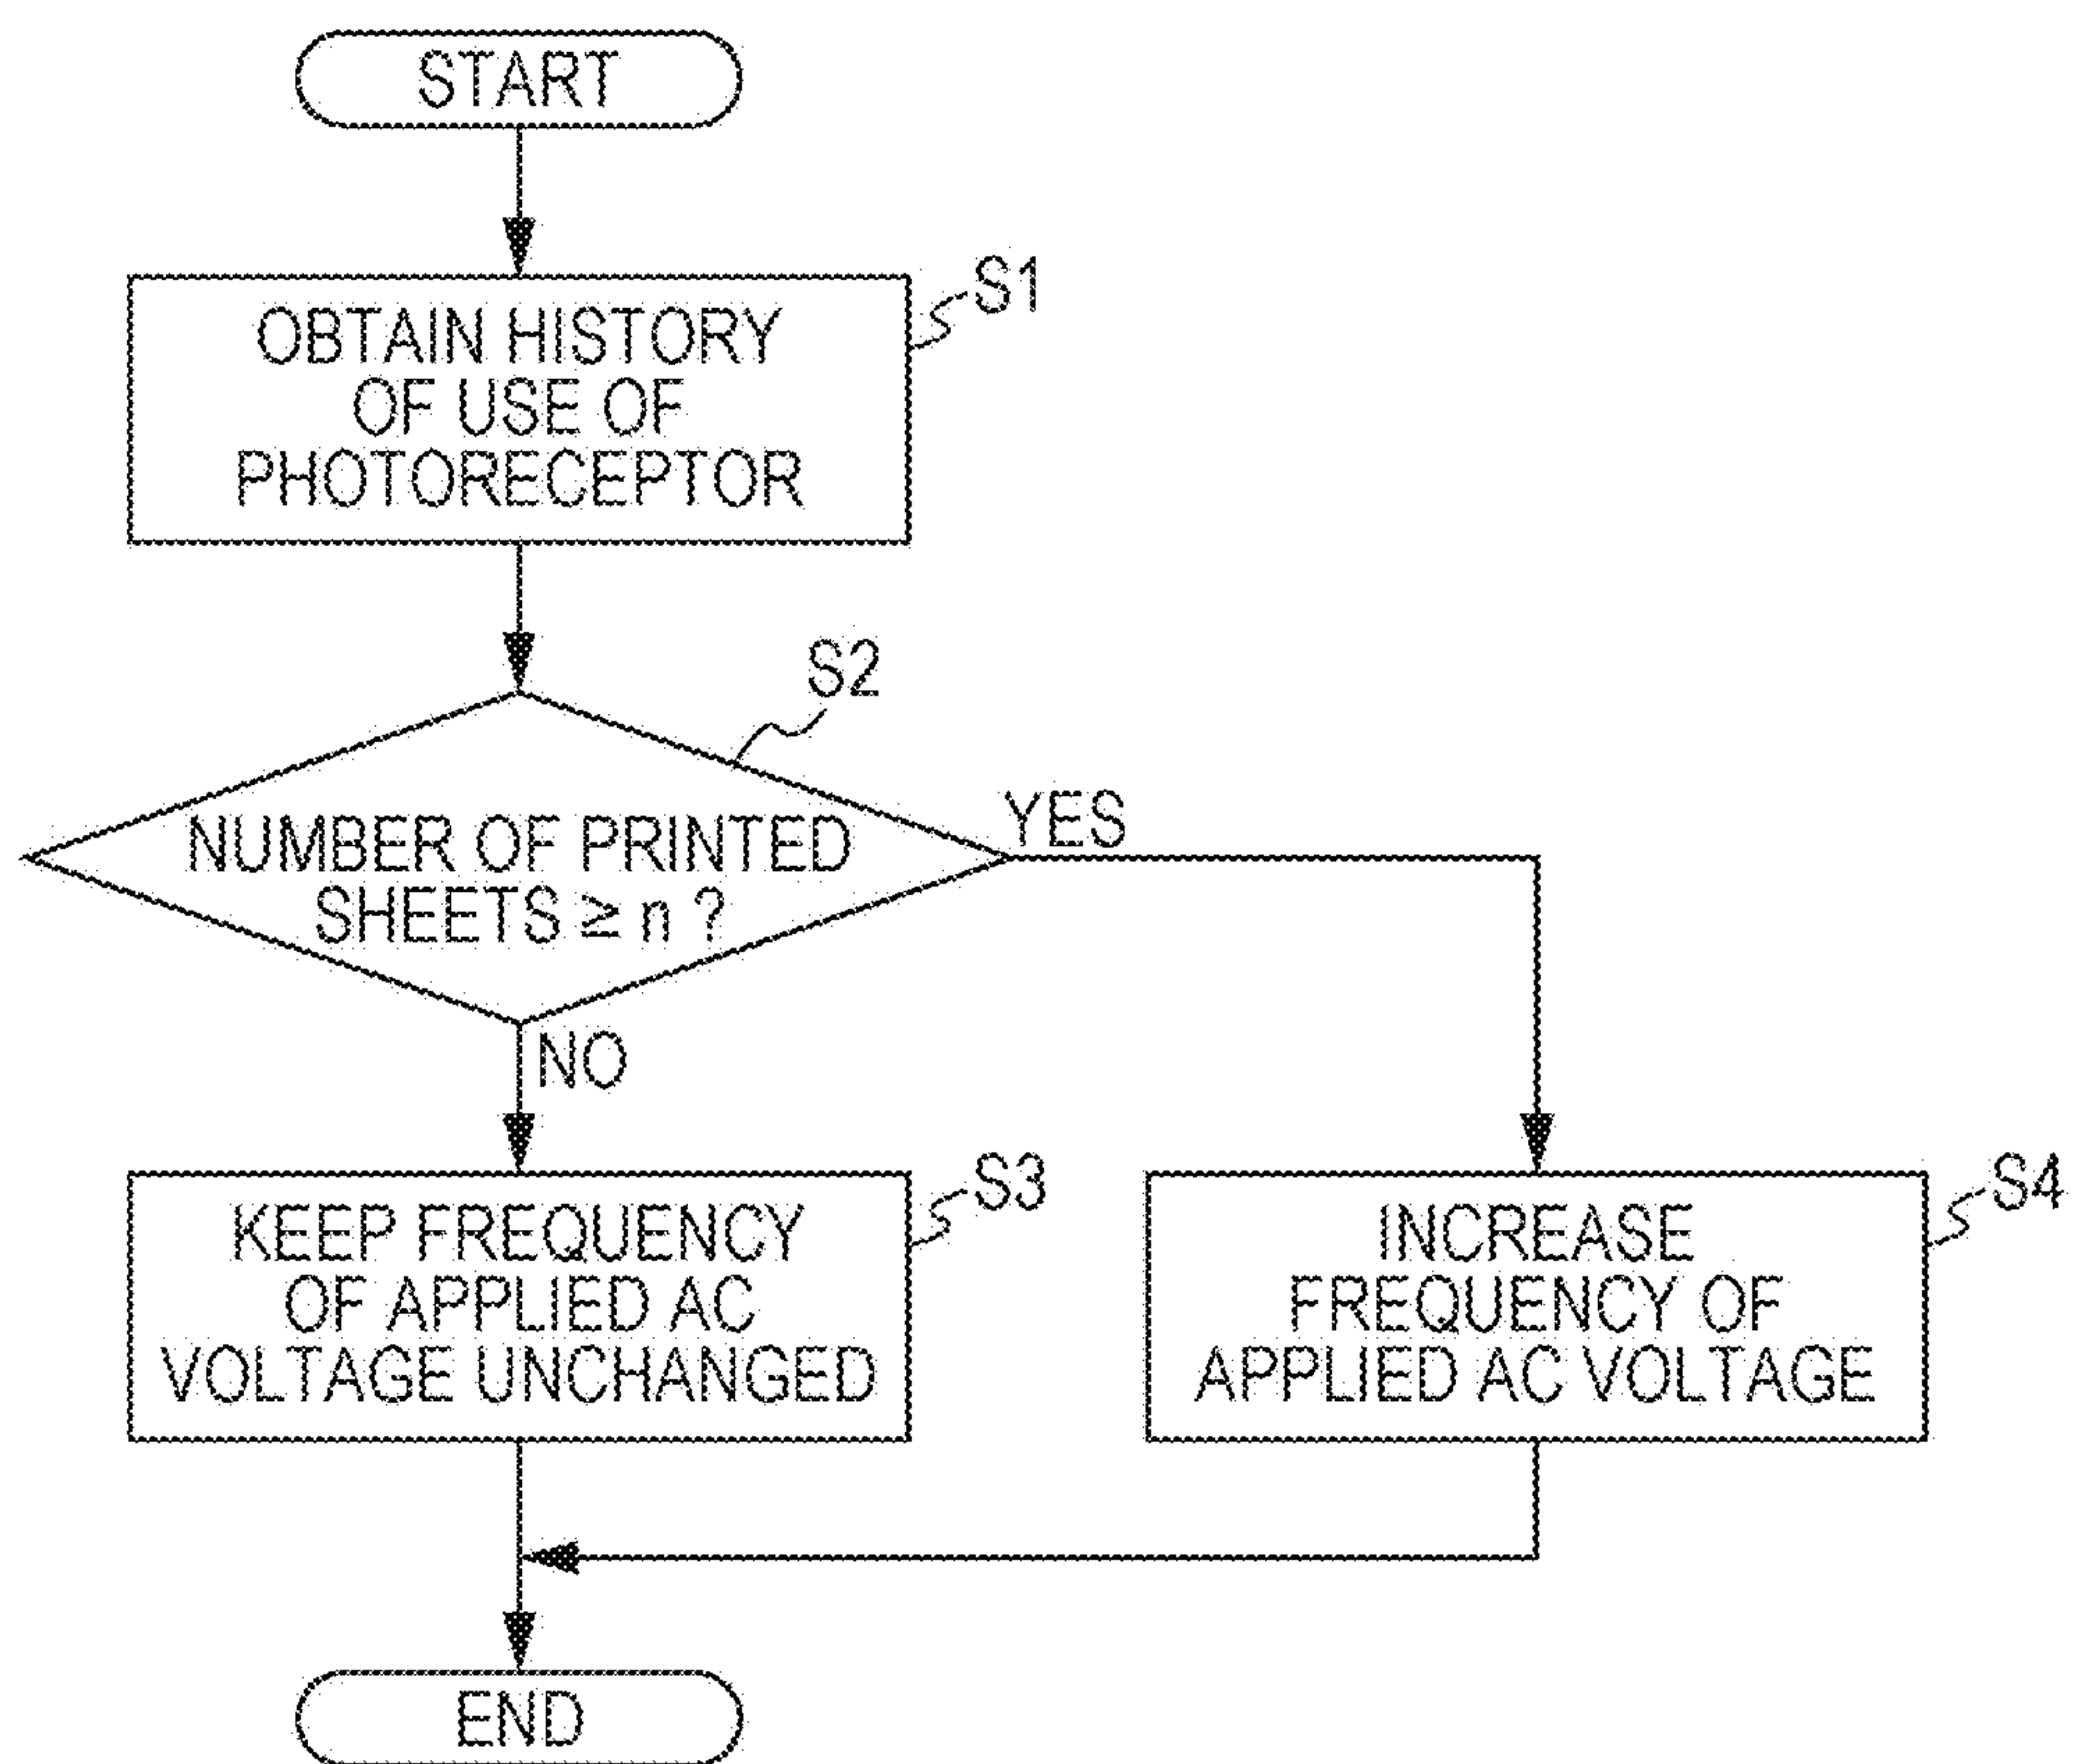 START
S1
OBTAIN HISTORY
OF USE OF
PHOTORECEPTOR
S2
NUMBER OF PRINTED
SHEETS ≥ n ?
YES
NO
S3
KEEP FREQUENCY
OF APPLIED AC
VOLTAGE UNCHANGED
S4
INCREASE
FREQUENCY OF
APPLIED AC VOLTAGE
END